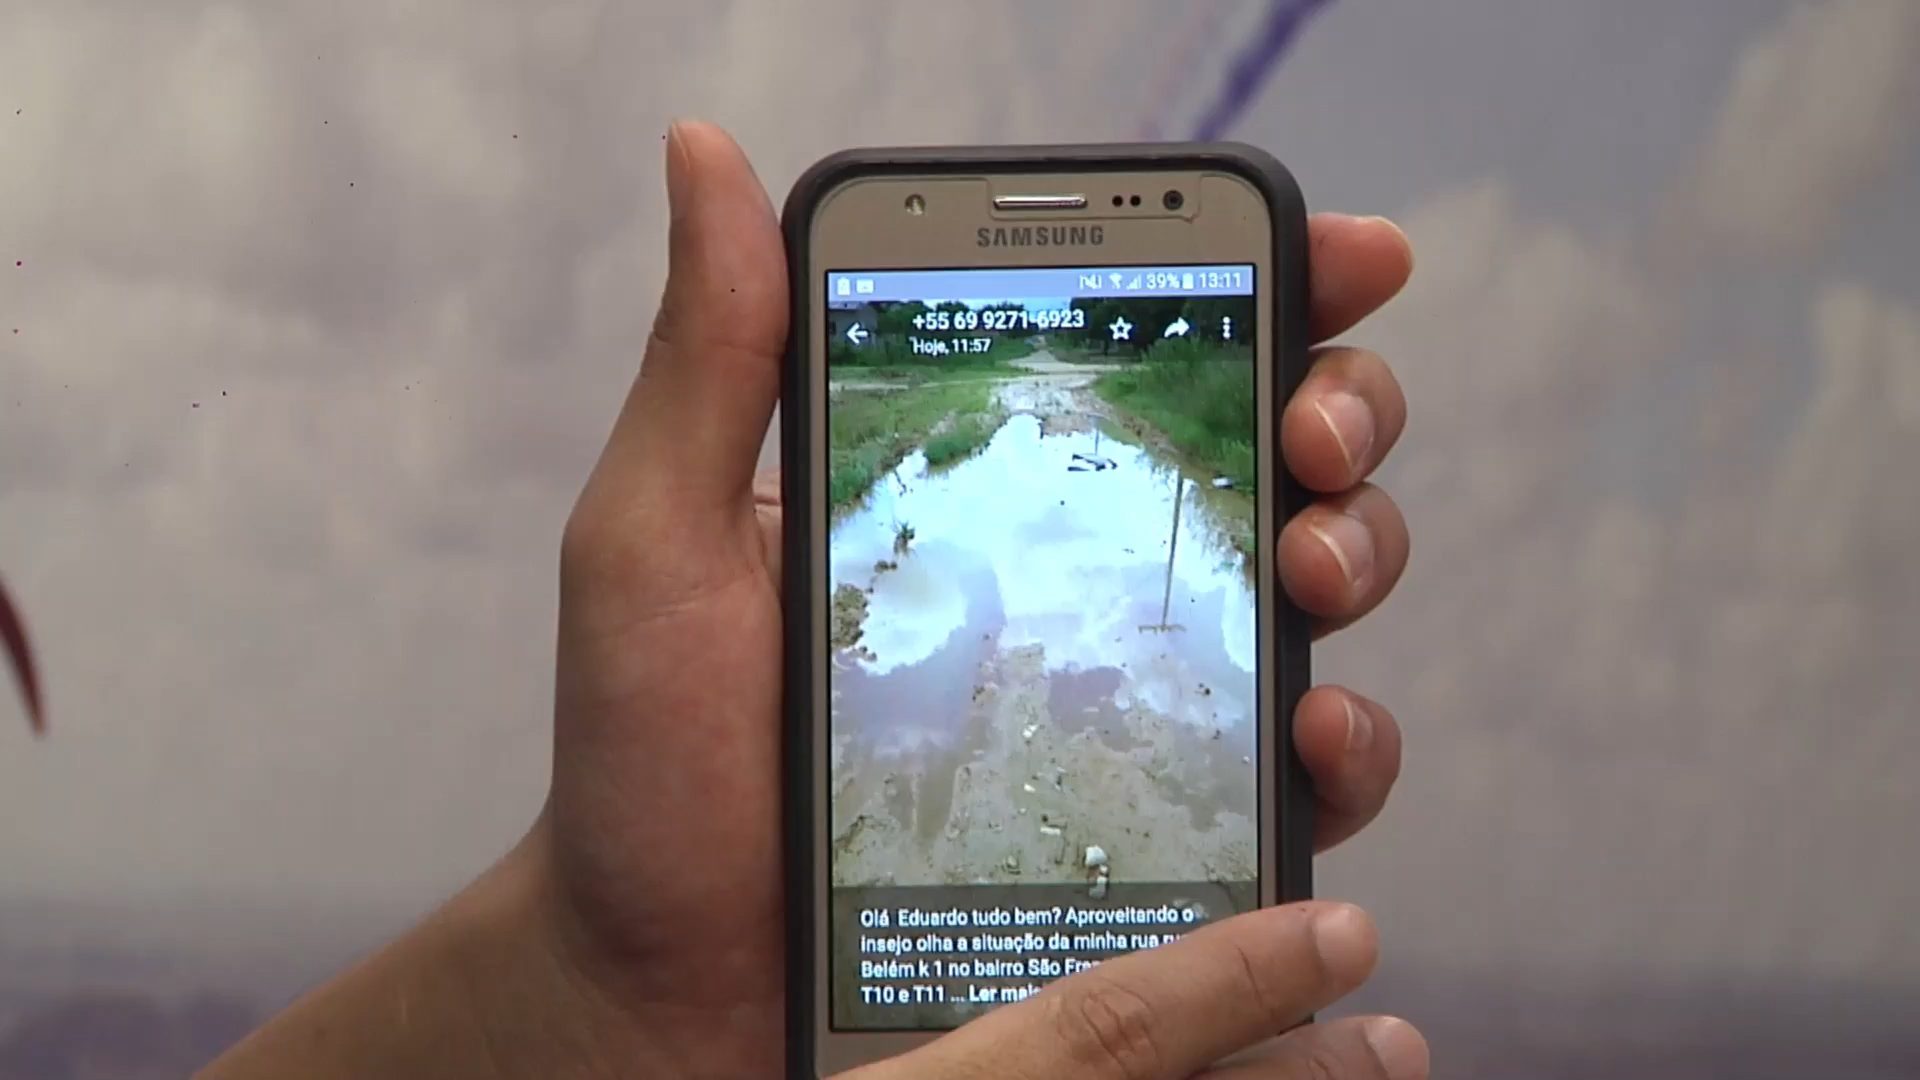 SAMSUNG
39% 13:11
+55 69 9271-6923
Hoje, 11:57
Olá Eduardo tudo bem? Aproveitando o
insejo olha a situação da minha rua
Belém k 1 no bairro São
T10 e T11 ... Ler mais